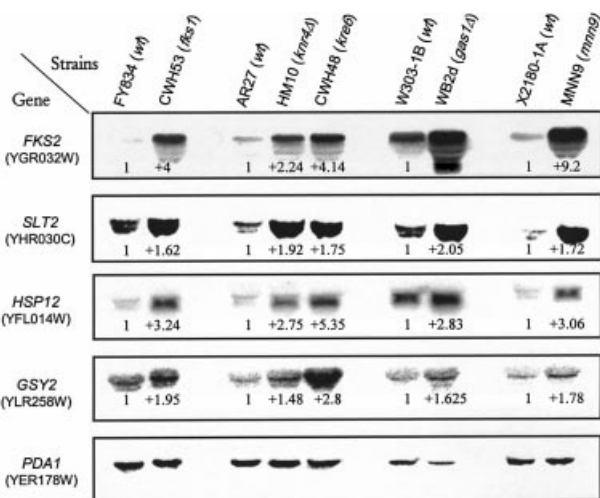 Strains
Gene
FY834 (wt)
CWH53 (fks1)
AR27 (wt)
HM10 (knr4Δ)
CWH48 (kre6)
W303-1B (wt)
WB2d (gas1Δ)
X2180-1A (wt)
MNN9 (mnn9)
FKS2
(YGR032W)
1 +4 1 +2.24 +4.14 1 1 +9.2
SLT2
(YHR030C)
1 +1.62 1 +1.92 +1.75 1 +2.05 1 +1.72
HSP12
(YFL014W)
1 +3.24 1 +2.75 +5.35 1 +2.83 1 +3.06
GSY2
(YLR258W)
1 +1.95 1 +1.48 +2.8 1 +1.625 1 +1.78
PDA1
(YER178W)